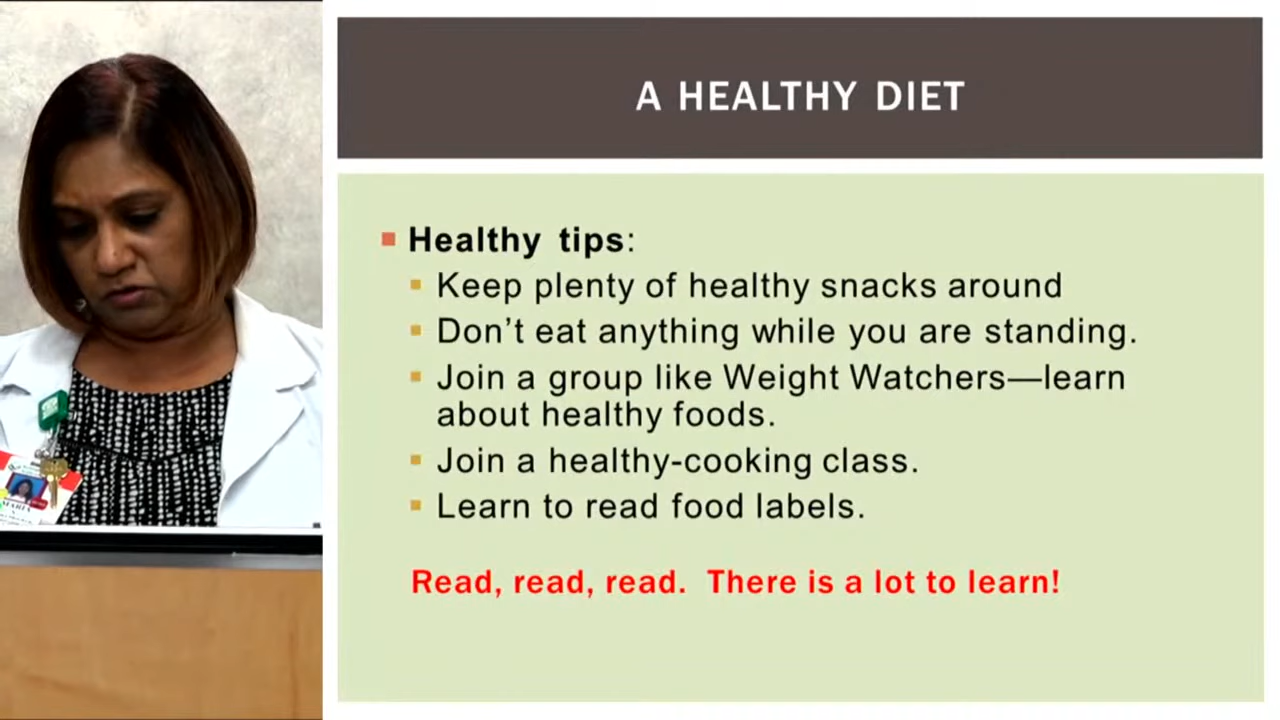 A HEALTHY DIET
Healthy tips:
Keep plenty of healthy snacks around
Don't eat anything while you are standing.
Join a group like Weight Watchers—learn
about healthy foods.
Join a healthy-cooking class.
Learn to read food labels.
Read, read, read. There is a lot to learn!
MARIA